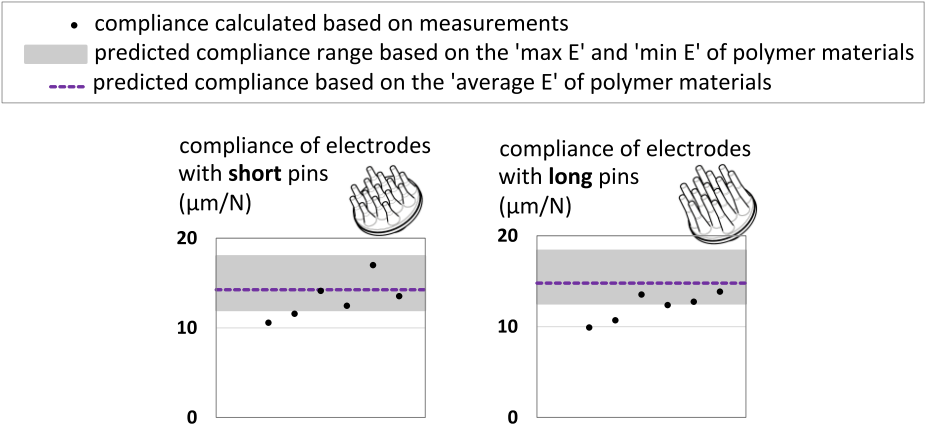 compliance calculated based on measurements
predicted compliance range based on the 'max E' and 'min E' of polymer materials
predicted compliance based on the 'average E' of polymer materials
compliance of electrodes
with short pins
(µm/N)
20
10
0
compliance of electrodes
with long pins
(µm/N)
20
10
0